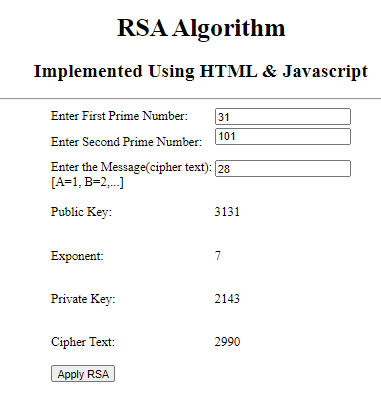 RSA Algorithm
Implemented Using HTML & Javascript
Enter First Prime Number: 31
Enter Second Prime Number: 101
Enter the Message(cipher text): 28
[A=1, B=2,...]
Public Key: 3131
Exponent: 7
Private Key: 2143
Cipher Text: 2990
Apply RSA